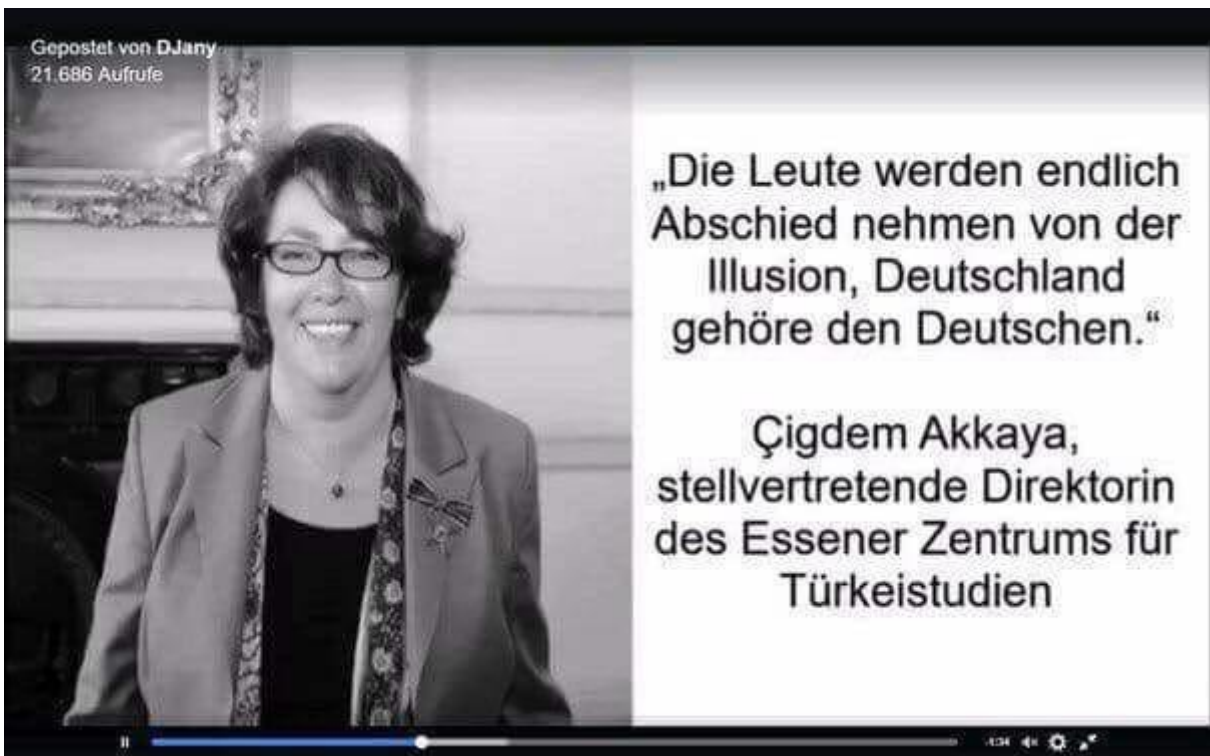 Gepostet von DJany
21.686 Aufrufe
„Die Leute werden endlich
Abschied nehmen von der
Illusion, Deutschland
gehöre den Deutschen.“
Çigdem Akkaya,
stellvertretende Direktorin
des Essener Zentrums für
Türkeistudien